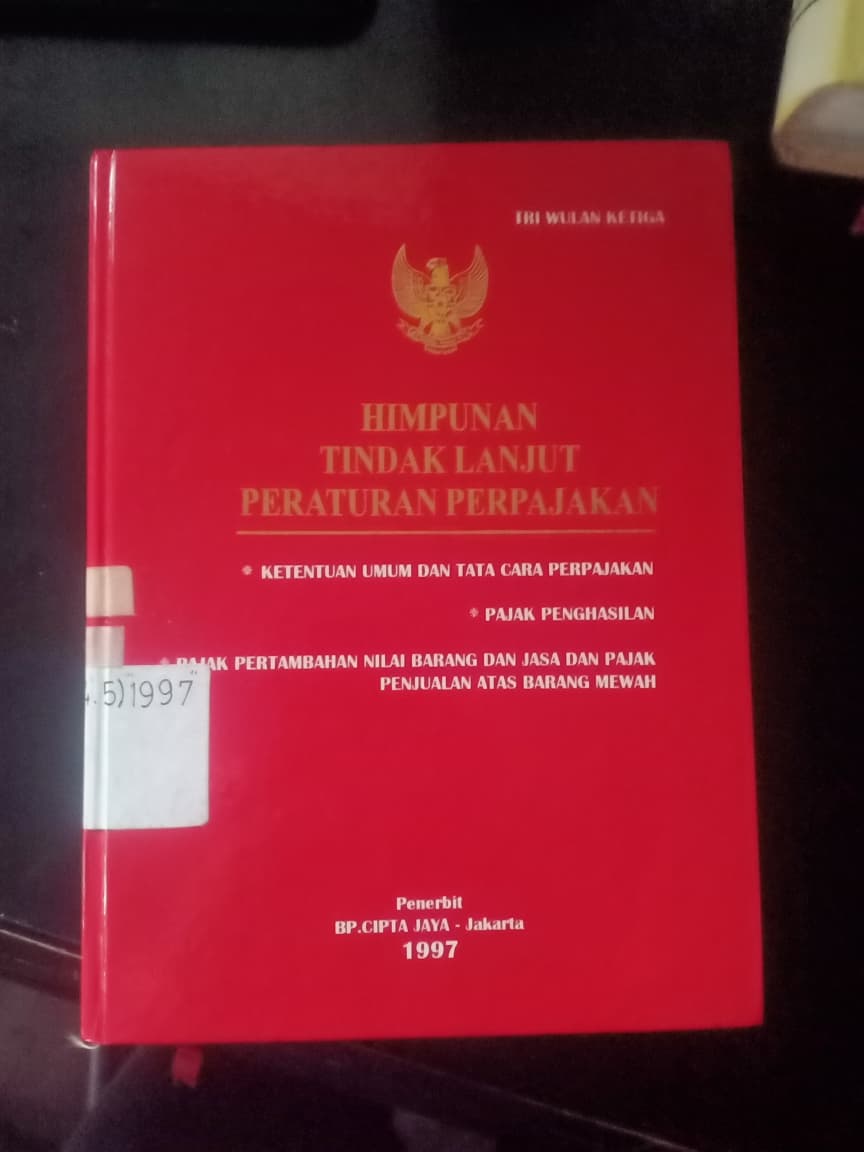 TRI WULAN KETIGA
HIMPUNAN
TINDAK LANJUT
PERATURAN PERPAJAKAN
* KETENTUAN UMUM DAN TATA CARA PERPAJAKAN
* PAJAK PENGHASILAN
* PAJAK PERTAMBAHAN NILAI BARANG DAN JASA DAN PAJAK
PENJUALAN ATAS BARANG MEWAH
.5)"1997"
Penerbit
BP.CIPTA JAYA - Jakarta
1997